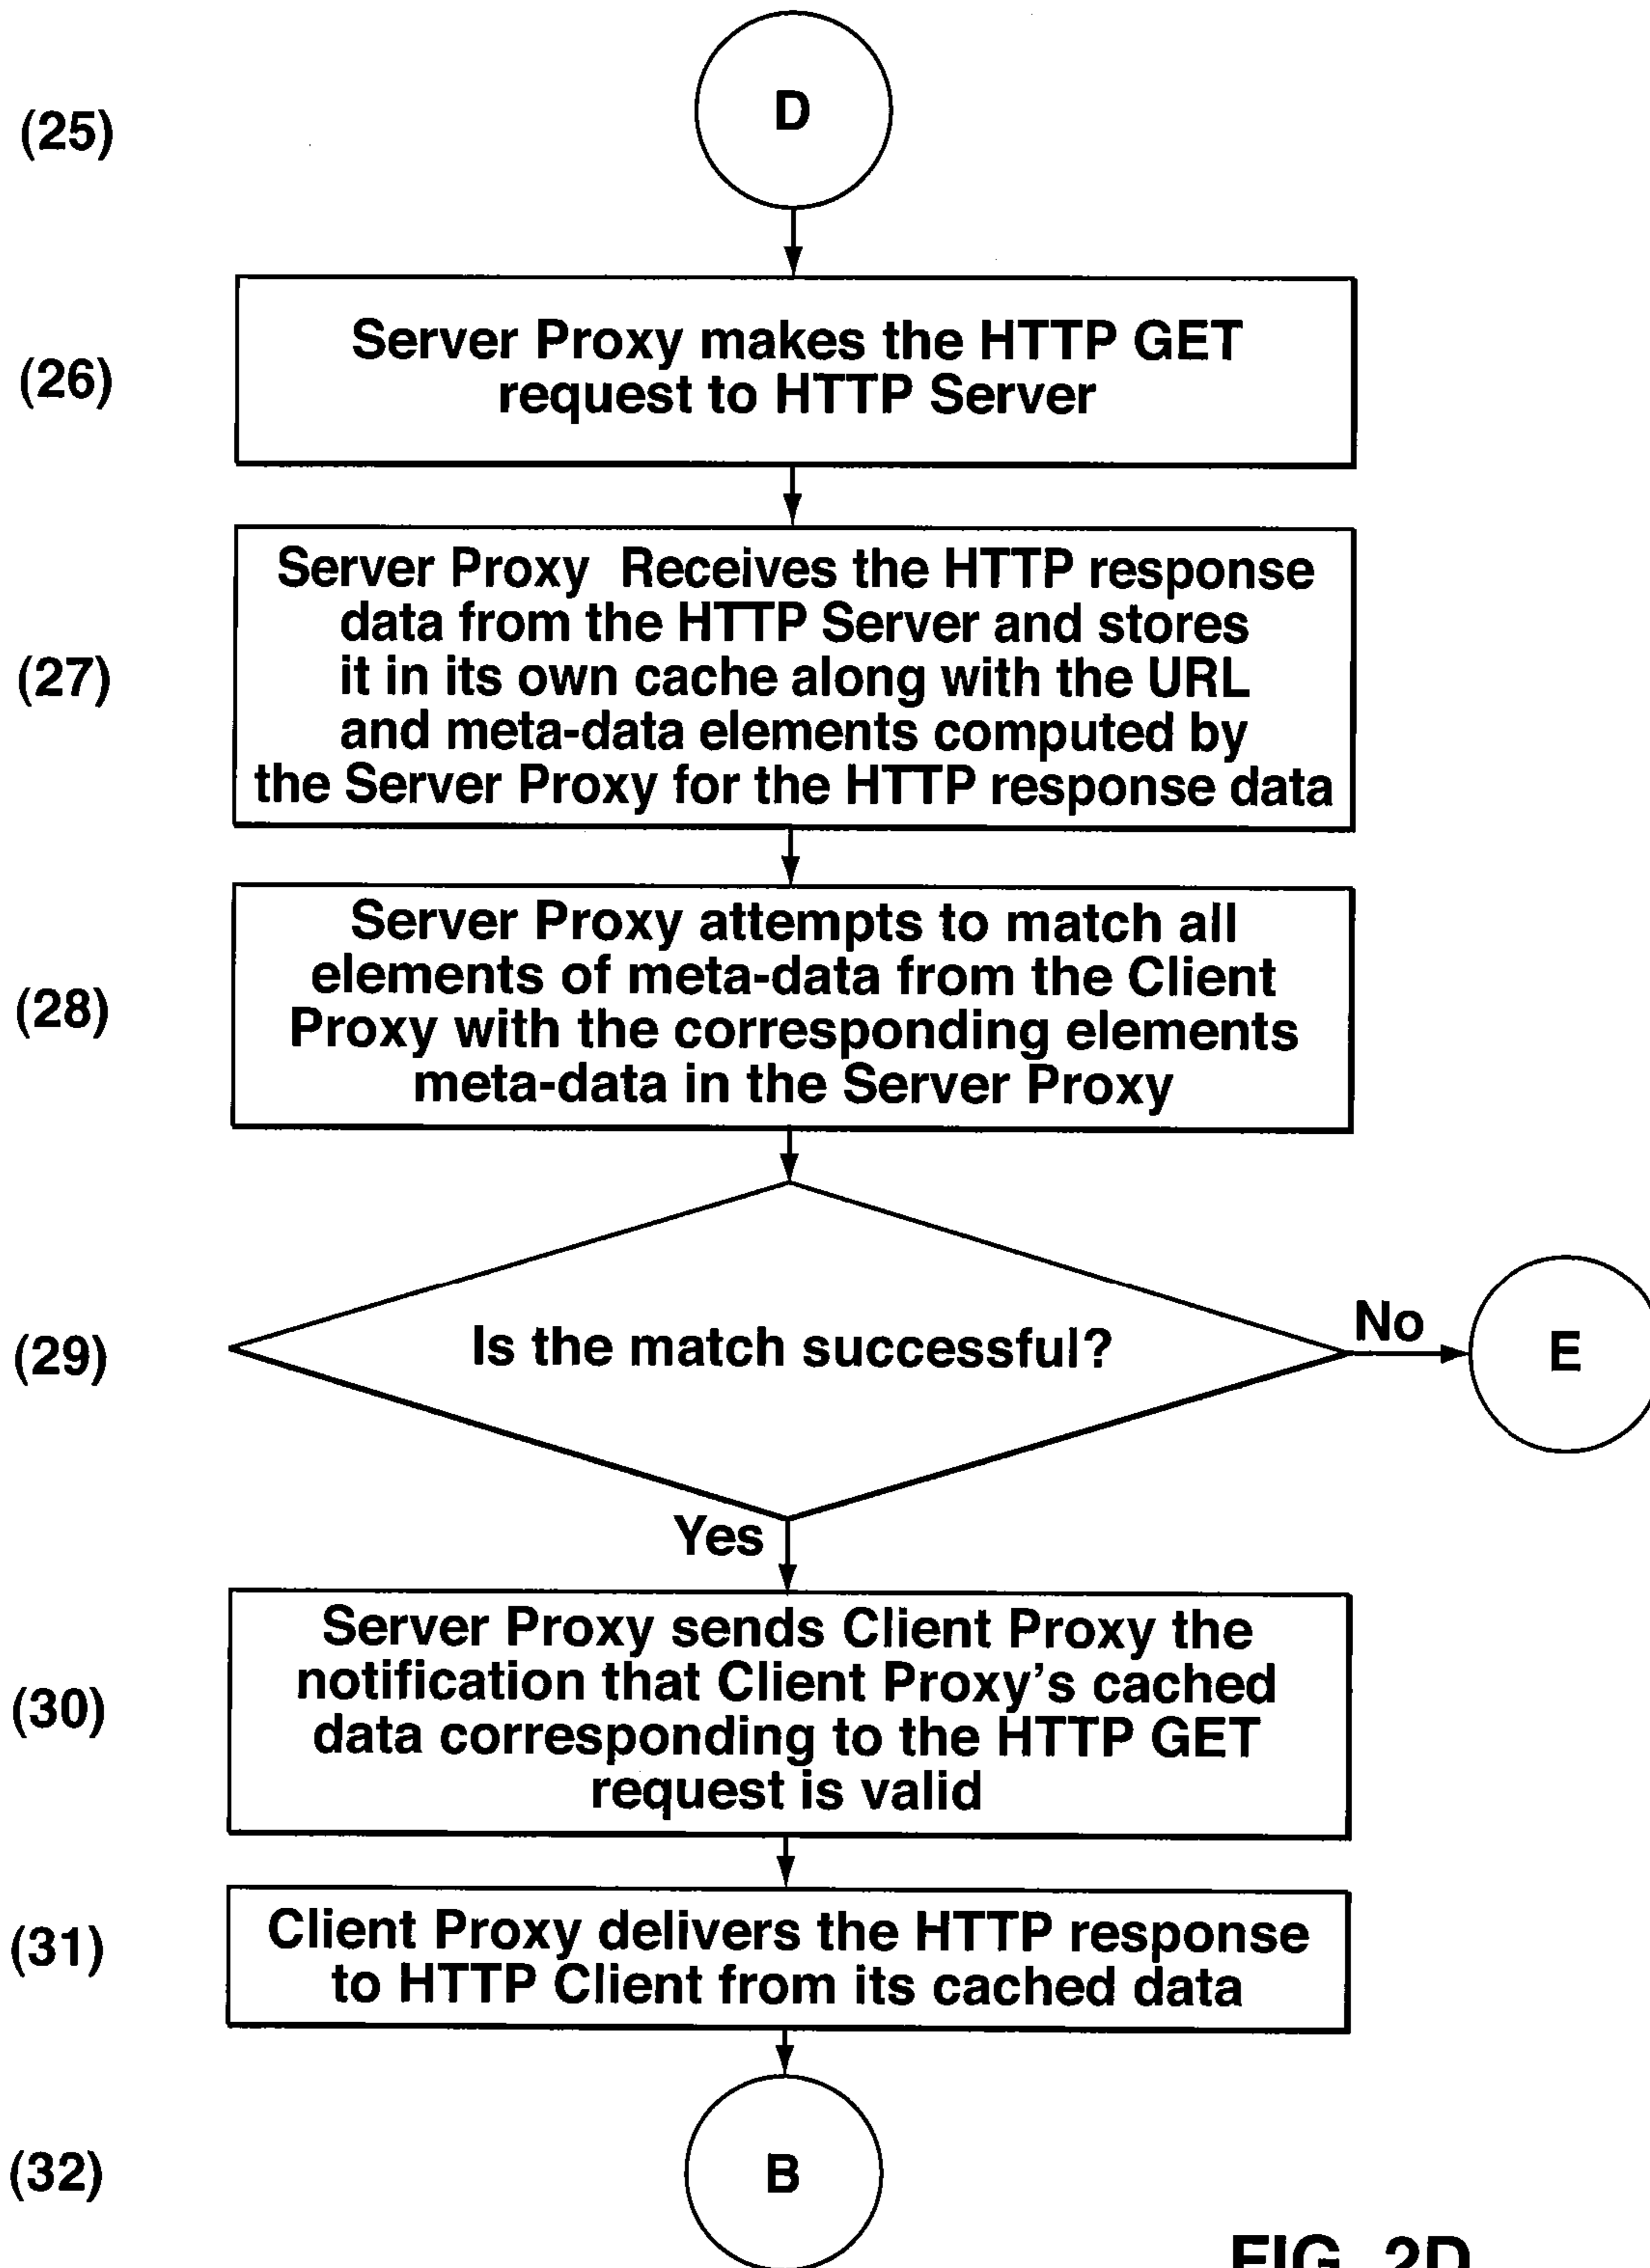 (25)
D
(26)
Server Proxy makes the HTTP GET
request to HTTP Server
(27)
Server Proxy Receives the HTTP response
data from the HTTP Server and stores
it in its own cache along with the URL
and meta-data elements computed by
the Server Proxy for the HTTP response data
(28)
Server Proxy attempts to match all
elements of meta-data from the Client
Proxy with the corresponding elements
meta-data in the Server Proxy
(29)
Is the match successful?
No
E
Yes
(30)
Server Proxy sends Client Proxy the
notification that Client Proxy's cached
data corresponding to the HTTP GET
request is valid
(31)
Client Proxy delivers the HTTP response
to HTTP Client from its cached data
(32)
B
FIG. 2D